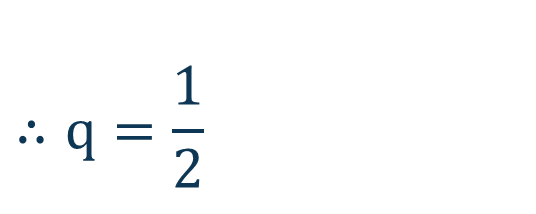 ∴ q = 1/2